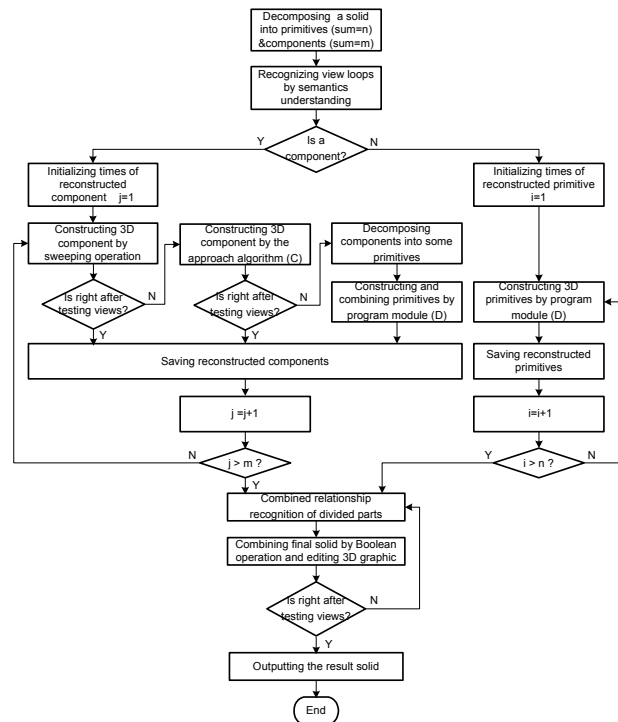 Decomposing a solid
into primitives (sum=n)
&components (sum=m)
Recognizing view loops
by semantics
understanding
Is a
component?
Y
N
Initializing times of
reconstructed
component j=1
Initializing times of
reconstructed primitive
i=1
Constructing 3D
component by
sweeping operation
Constructing 3D
component by the
approach algorithm (C)
Decomposing
components into some
primitives
Is right after
testing views?
N
Y
Is right after
testing views?
N
Y
Constructing and
combining primitives by
program module (D)
Constructing 3D
primitives by program
module (D)
Saving reconstructed components
Saving reconstructed
primitives
j =j+1
i=i+1
N
j > m ?
Y
Y
i > n ?
N
Combined relationship
recognition of divided parts
Combining final solid by Boolean
operation and editing 3D graphic
Is right after
testing views?
N
Y
Outputting the result solid
End